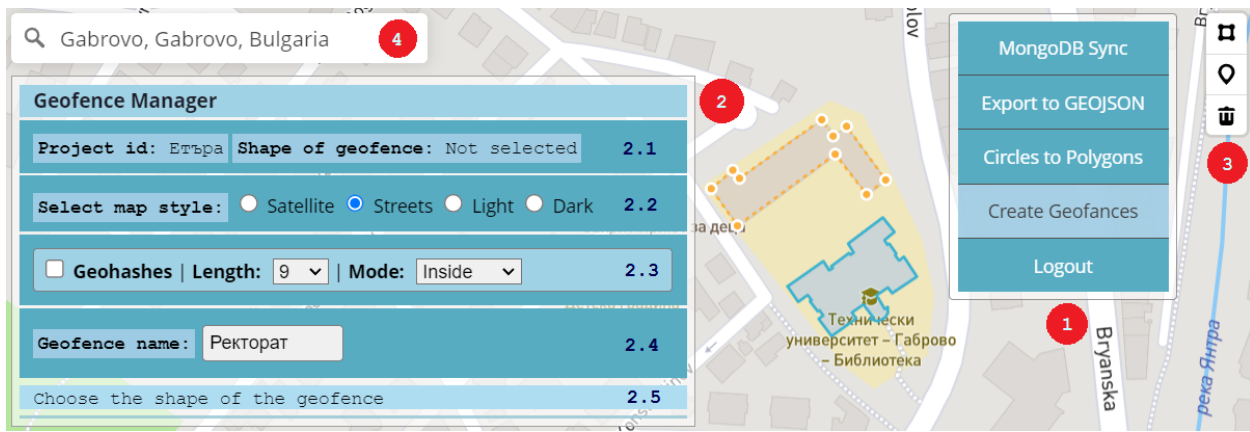 Gabrovo, Gabrovo, Bulgaria
4
Geofence Manager
2
Project id: Етъра Shape of geofence: Not selected 2.1
Select map style: Satellite Streets Light Dark 2.2
Geohashes | Length: 9 | Mode: Inside 2.3
Geofence name: Ректорат 2.4
Choose the shape of the geofence 2.5
за деца
Технически
университет – Габрово
– Библиотека
MongoDB Sync
Export to GEOJSON
Circles to Polygons
Create Geofances
Logout
1
3
Bryanska
река Янтра